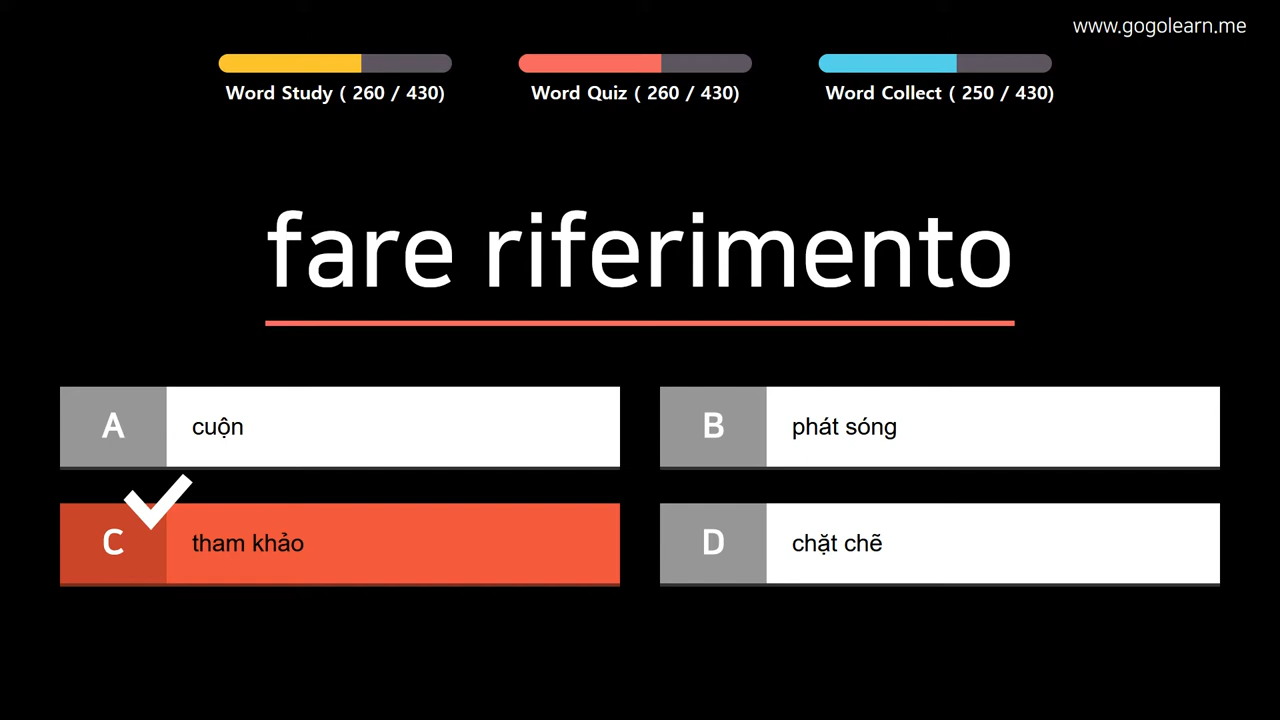 www.gogolearn.me
Word Study ( 260 / 430)
Word Quiz ( 260 / 430)
Word Collect ( 250 / 430)
fare riferimento
A
cuộn
B
phát sóng
C
tham khảo
D
chặt chẽ